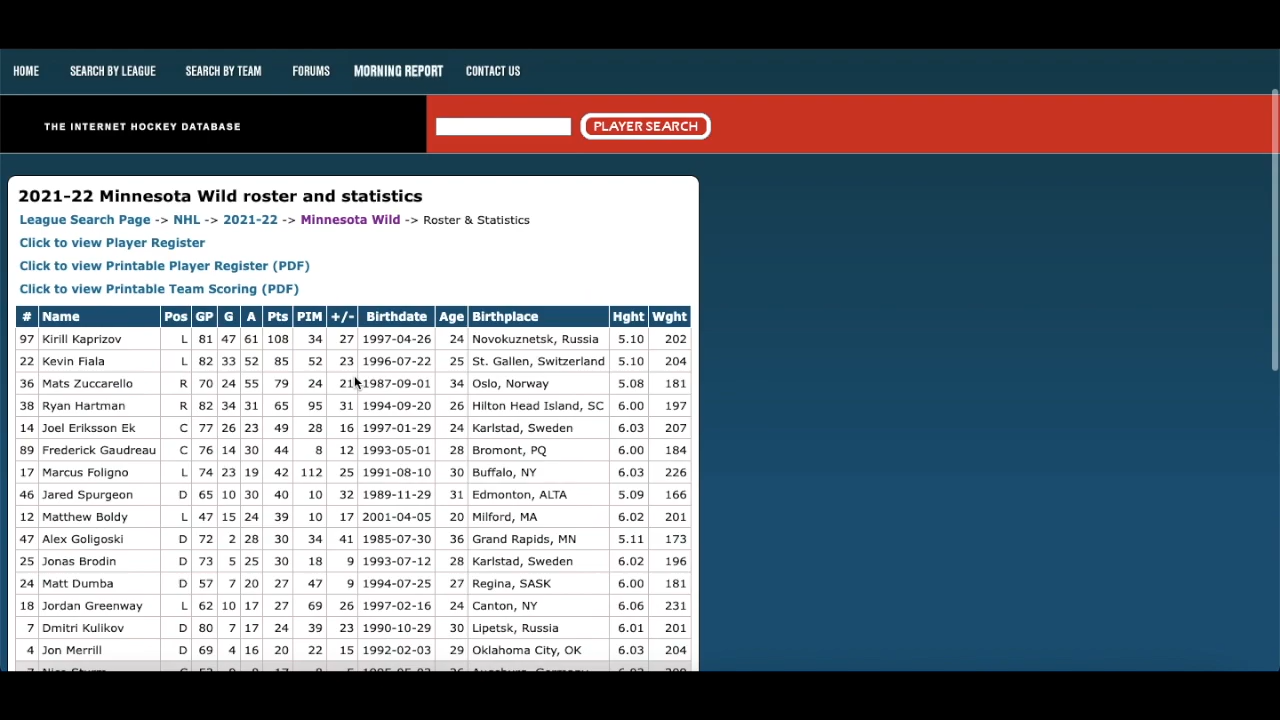 HOME SEARCH BY LEAGUE SEARCH BY TEAM FORUMS MORNING REPORT CONTACT US
THE INTERNET HOCKEY DATABASE PLAYER SEARCH
2021-22 Minnesota Wild roster and statistics
League Search Page -> NHL -> 2021-22 -> Minnesota Wild -> Roster & Statistics
Click to view Player Register
Click to view Printable Player Register (PDF)
Click to view Printable Team Scoring (PDF)
# Name Pos GP G A Pts PIM +/- Birthdate Age Birthplace Hght Wght
97 Kirill Kaprizov L 81 47 61 108 34 27 1997-04-26 24 Novokuznetsk, Russia 5.10 202
22 Kevin Fiala L 82 33 52 85 52 23 1996-07-22 25 St. Gallen, Switzerland 5.10 204
36 Mats Zuccarello R 70 24 55 79 24 21 1987-09-01 34 Oslo, Norway 5.08 181
38 Ryan Hartman R 82 34 31 65 95 31 1994-09-20 26 Hilton Head Island, SC 6.00 197
14 Joel Eriksson Ek C 77 26 23 49 28 16 1997-01-29 24 Karlstad, Sweden 6.03 207
89 Frederick Gaudreau C 76 14 30 44 8 12 1993-05-01 28 Bromont, PQ 6.00 184
17 Marcus Foligno L 74 23 19 42 112 25 1991-08-10 30 Buffalo, NY 6.03 226
46 Jared Spurgeon D 65 10 30 40 10 32 1989-11-29 31 Edmonton, ALTA 5.09 166
12 Matthew Boldy L 47 15 24 39 10 17 2001-04-05 20 Milford, MA 6.02 201
47 Alex Goligoski D 72 2 28 30 34 41 1985-07-30 36 Grand Rapids, MN 5.11 173
25 Jonas Brodin D 73 5 25 30 18 9 1993-07-12 28 Karlstad, Sweden 6.02 196
24 Matt Dumba D 57 7 20 27 47 9 1994-07-25 27 Regina, SASK 6.00 181
18 Jordan Greenway L 62 10 17 27 69 26 1997-02-16 24 Canton, NY 6.06 231
7 Dmitri Kulikov D 80 7 17 24 39 23 1990-10-29 30 Lipetsk, Russia 6.01 201
4 Jon Merrill D 69 4 16 20 22 15 1992-02-03 29 Oklahoma City, OK 6.03 204